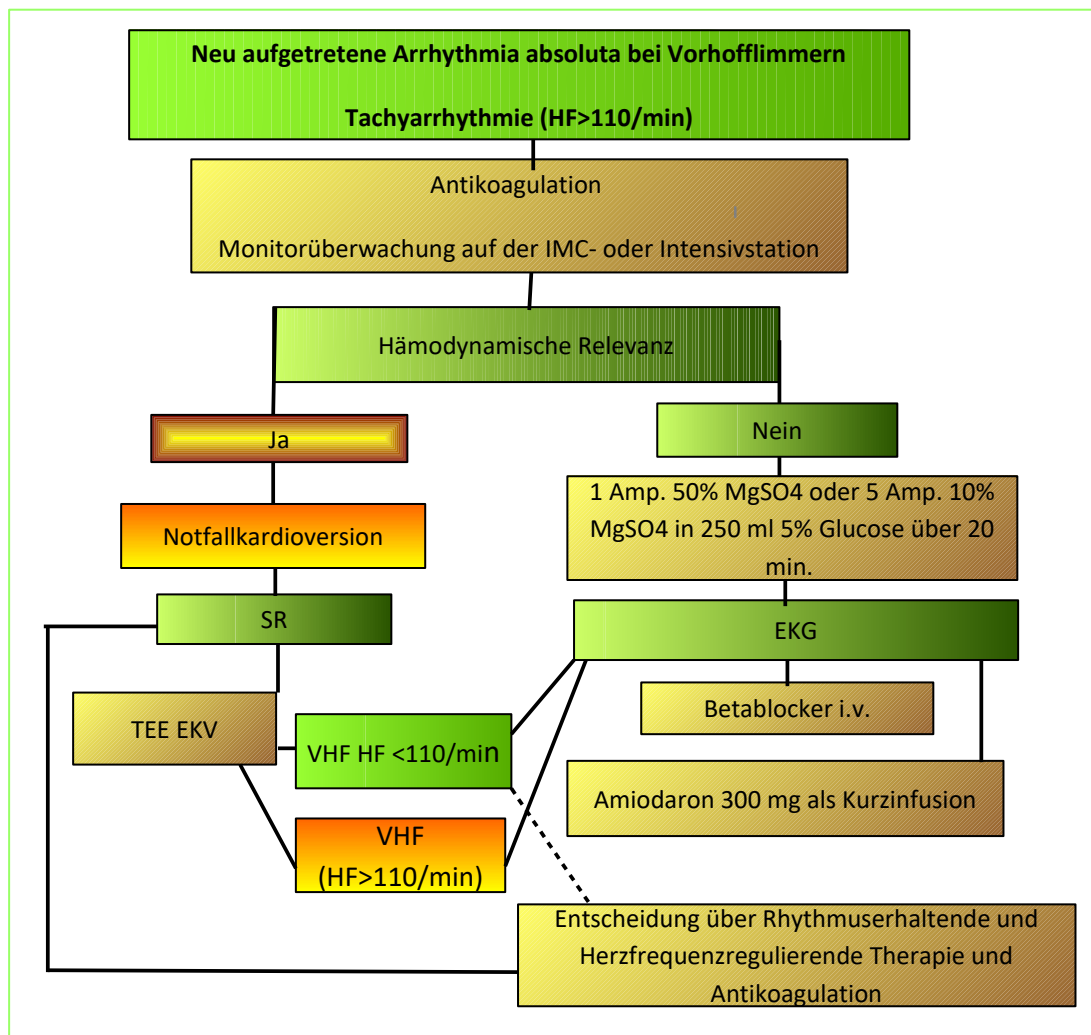 Neu aufgetretene Arrhythmia absoluta bei Vorhofflimmern
Tachyarrhythmie (HF>110/min)
Antikoagulation
Monitorüberwachung auf der IMC- oder Intensivstation
Hämodynamische Relevanz
Ja
Nein
Notfallkardioversion
1 Amp. 50% MgSO4 oder 5 Amp. 10%
MgSO4 in 250 ml 5% Glucose über 20
min.
SR
EKG
TEE EKV
VHF HF <110/min
Betablocker i.v.
Amiodaron 300 mg als Kurzinfusion
VHF
(HF>110/min)
Entscheidung über Rhythmuserhaltende und
Herzfrequenzregulierende Therapie und
Antikoagulation